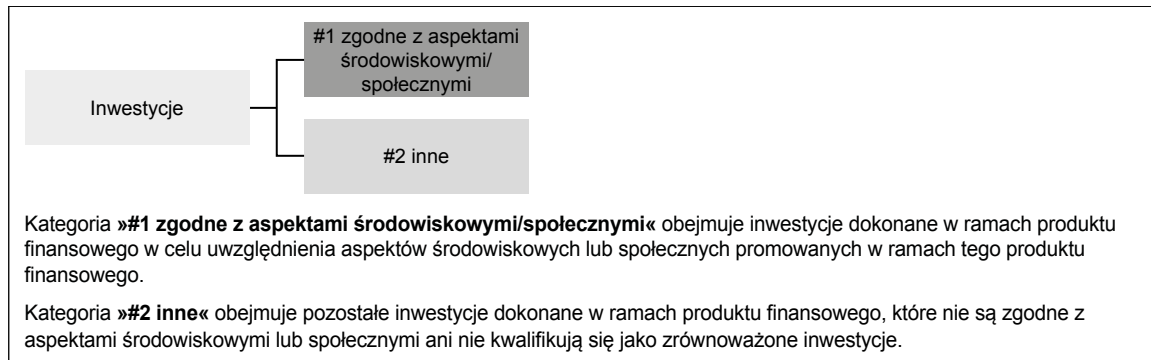 #1 zgodne z aspektami
środowiskowymi/
społecznymi
Inwestycje
#2 inne
Kategoria »#1 zgodne z aspektami środowiskowymi/społecznymi« obejmuje inwestycje dokonane w ramach produktu
finansowego w celu uwzględnienia aspektów środowiskowych lub społecznych promowanych w ramach tego produktu
finansowego.
Kategoria »#2 inne« obejmuje pozostałe inwestycje dokonane w ramach produktu finansowego, które nie są zgodne z
aspektami środowiskowymi lub społecznymi ani nie kwalifikują się jako zrównoważone inwestycje.